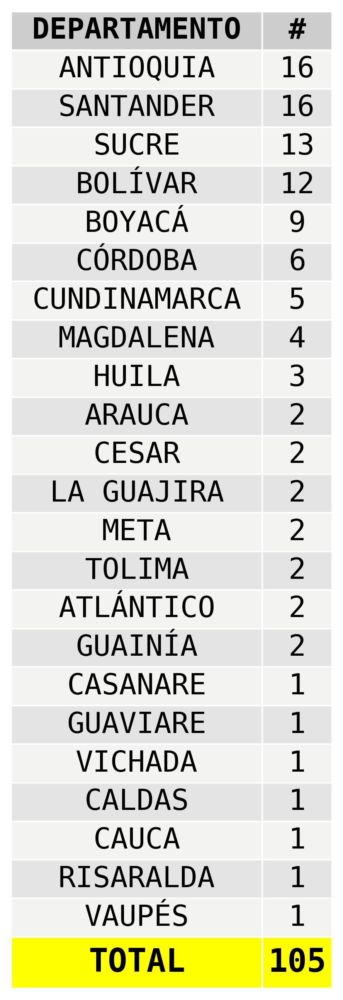 DEPARTAMENTO #
ANTIOQUIA 16
SANTANDER 16
SUCRE 13
BOLÍVAR 12
BOYACÁ 9
CÓRDOBA 6
CUNDINAMARCA 5
MAGDALENA 4
HUILA 3
ARAUCA 2
CESAR 2
LA GUAJIRA 2
META 2
TOLIMA 2
ATLÁNTICO 2
GUAINÍA 2
CASANARE 1
GUAVIARE 1
VICHADA 1
CALDAS 1
CAUCA 1
RISARALDA 1
VAUPÉS 1
TOTAL 105